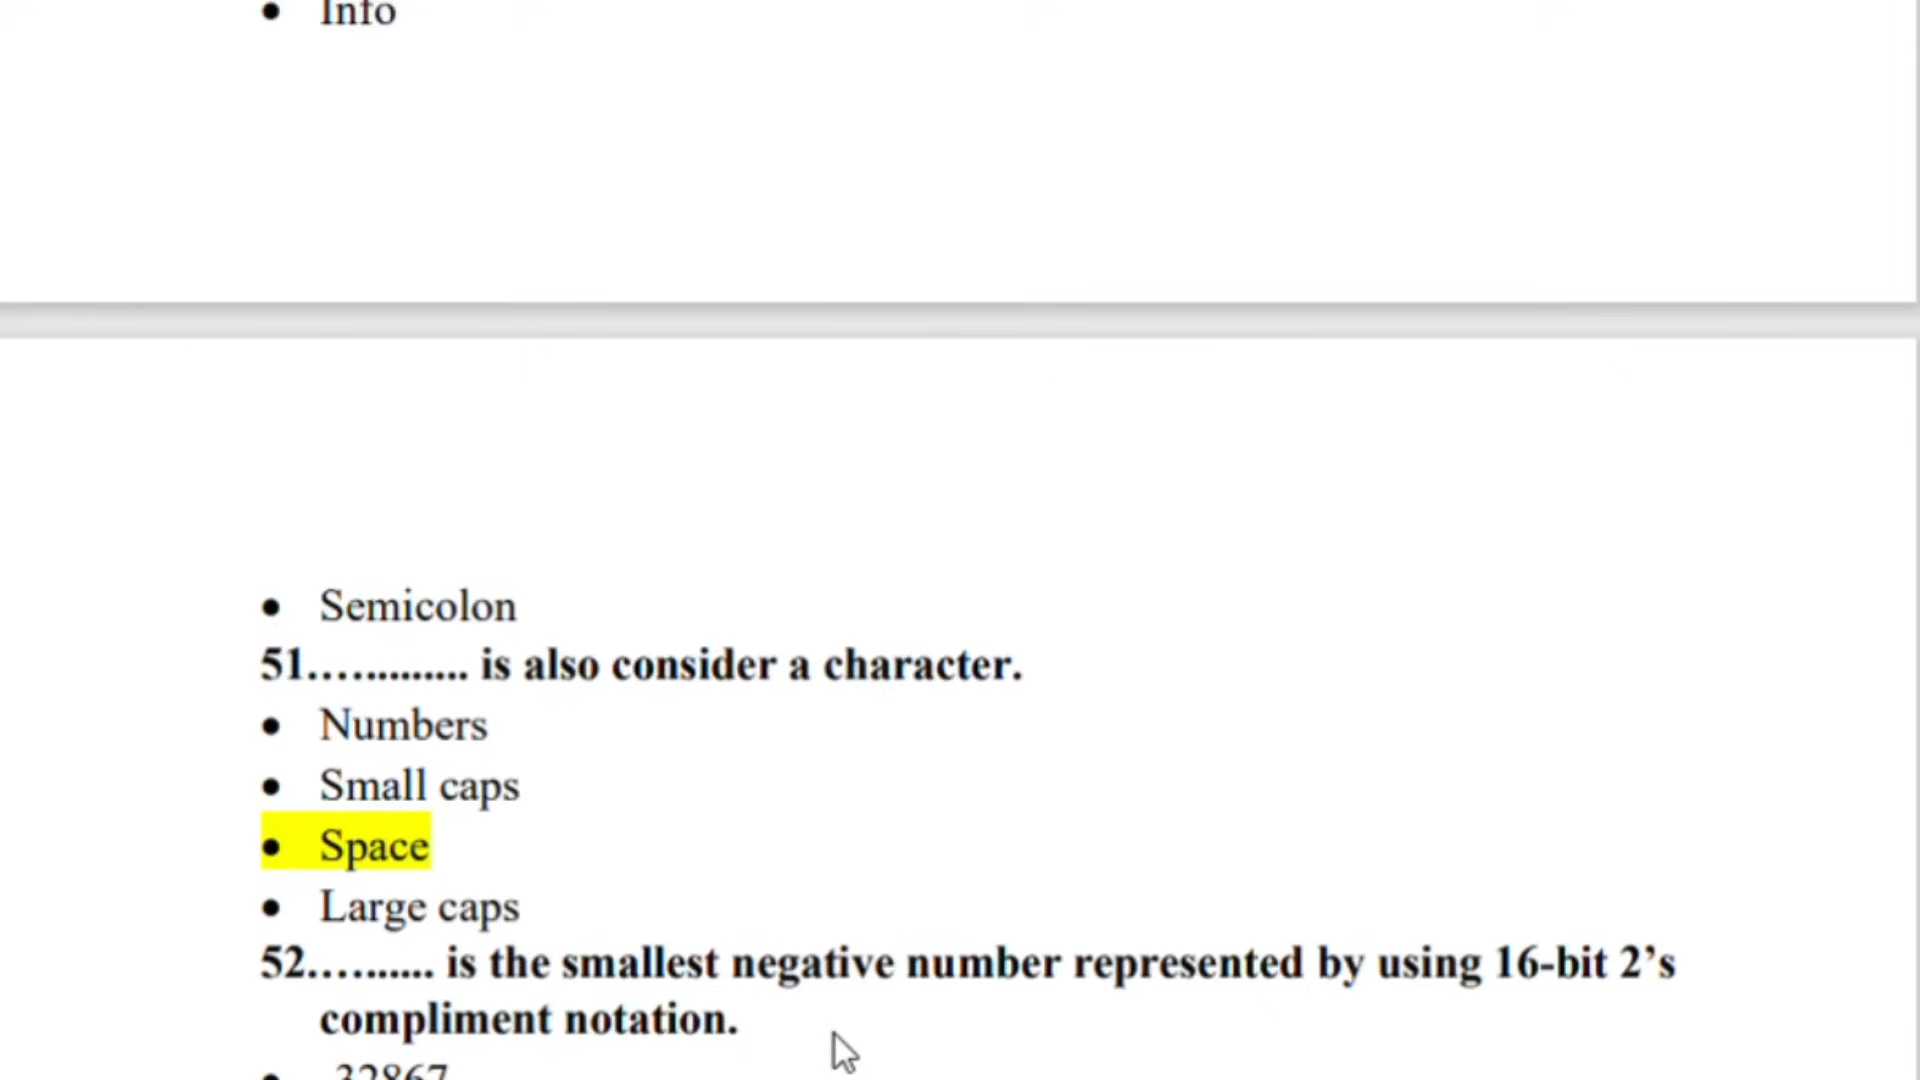 • Info
• Semicolon
51............. is also consider a character.
• Numbers
• Small caps
• Space
• Large caps
52.......... is the smallest negative number represented by using 16-bit 2’s
compliment notation.
• -32867